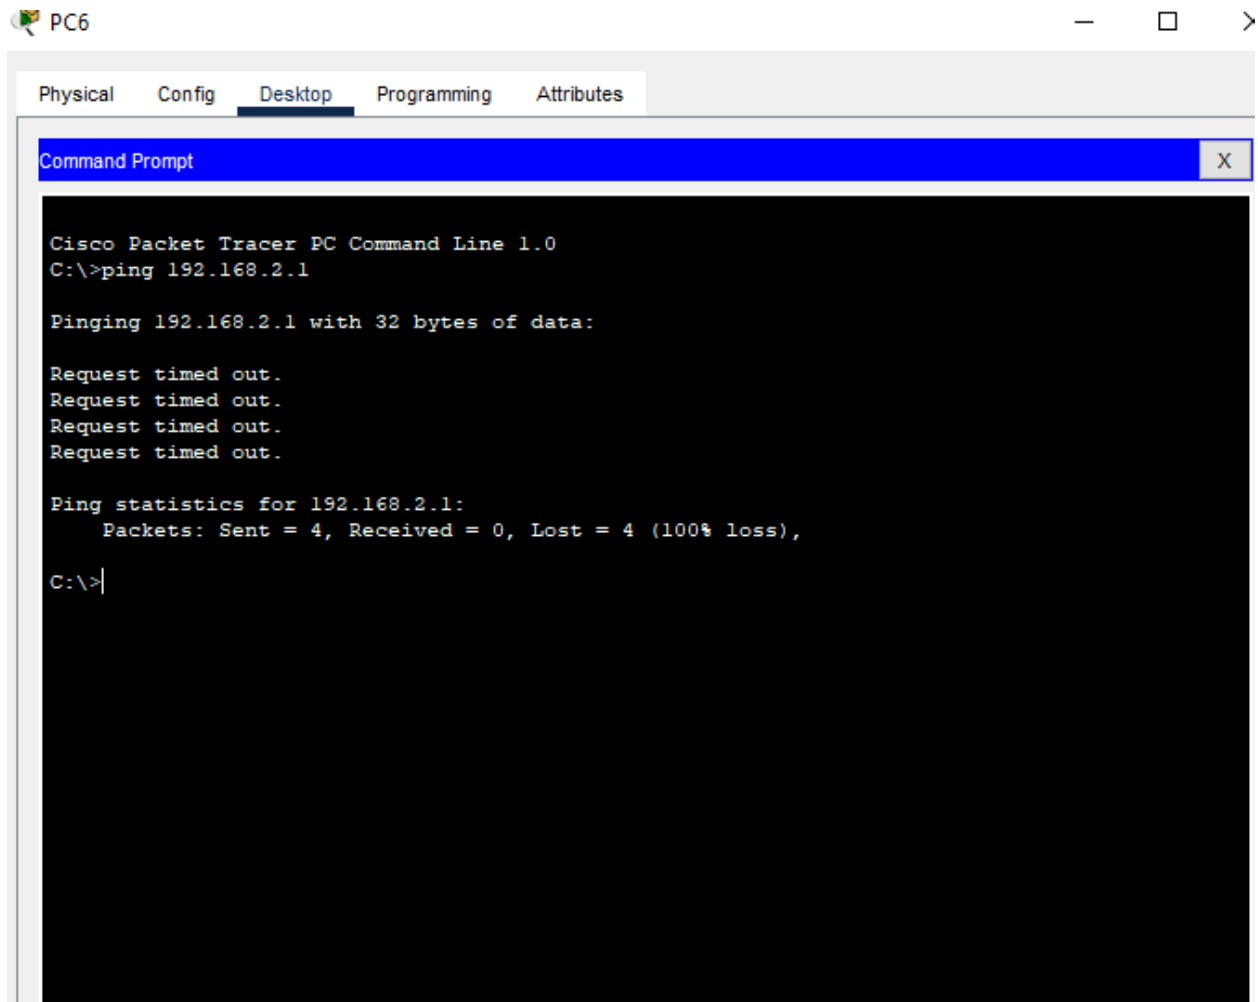 PC6
Physical Config Desktop Programming Attributes
Command Prompt X
Cisco Packet Tracer PC Command Line 1.0
C:\>ping 192.168.2.1
Pinging 192.168.2.1 with 32 bytes of data:
Request timed out.
Request timed out.
Request timed out.
Request timed out.
Ping statistics for 192.168.2.1:
Packets: Sent = 4, Received = 0, Lost = 4 (100% loss),
C:\>